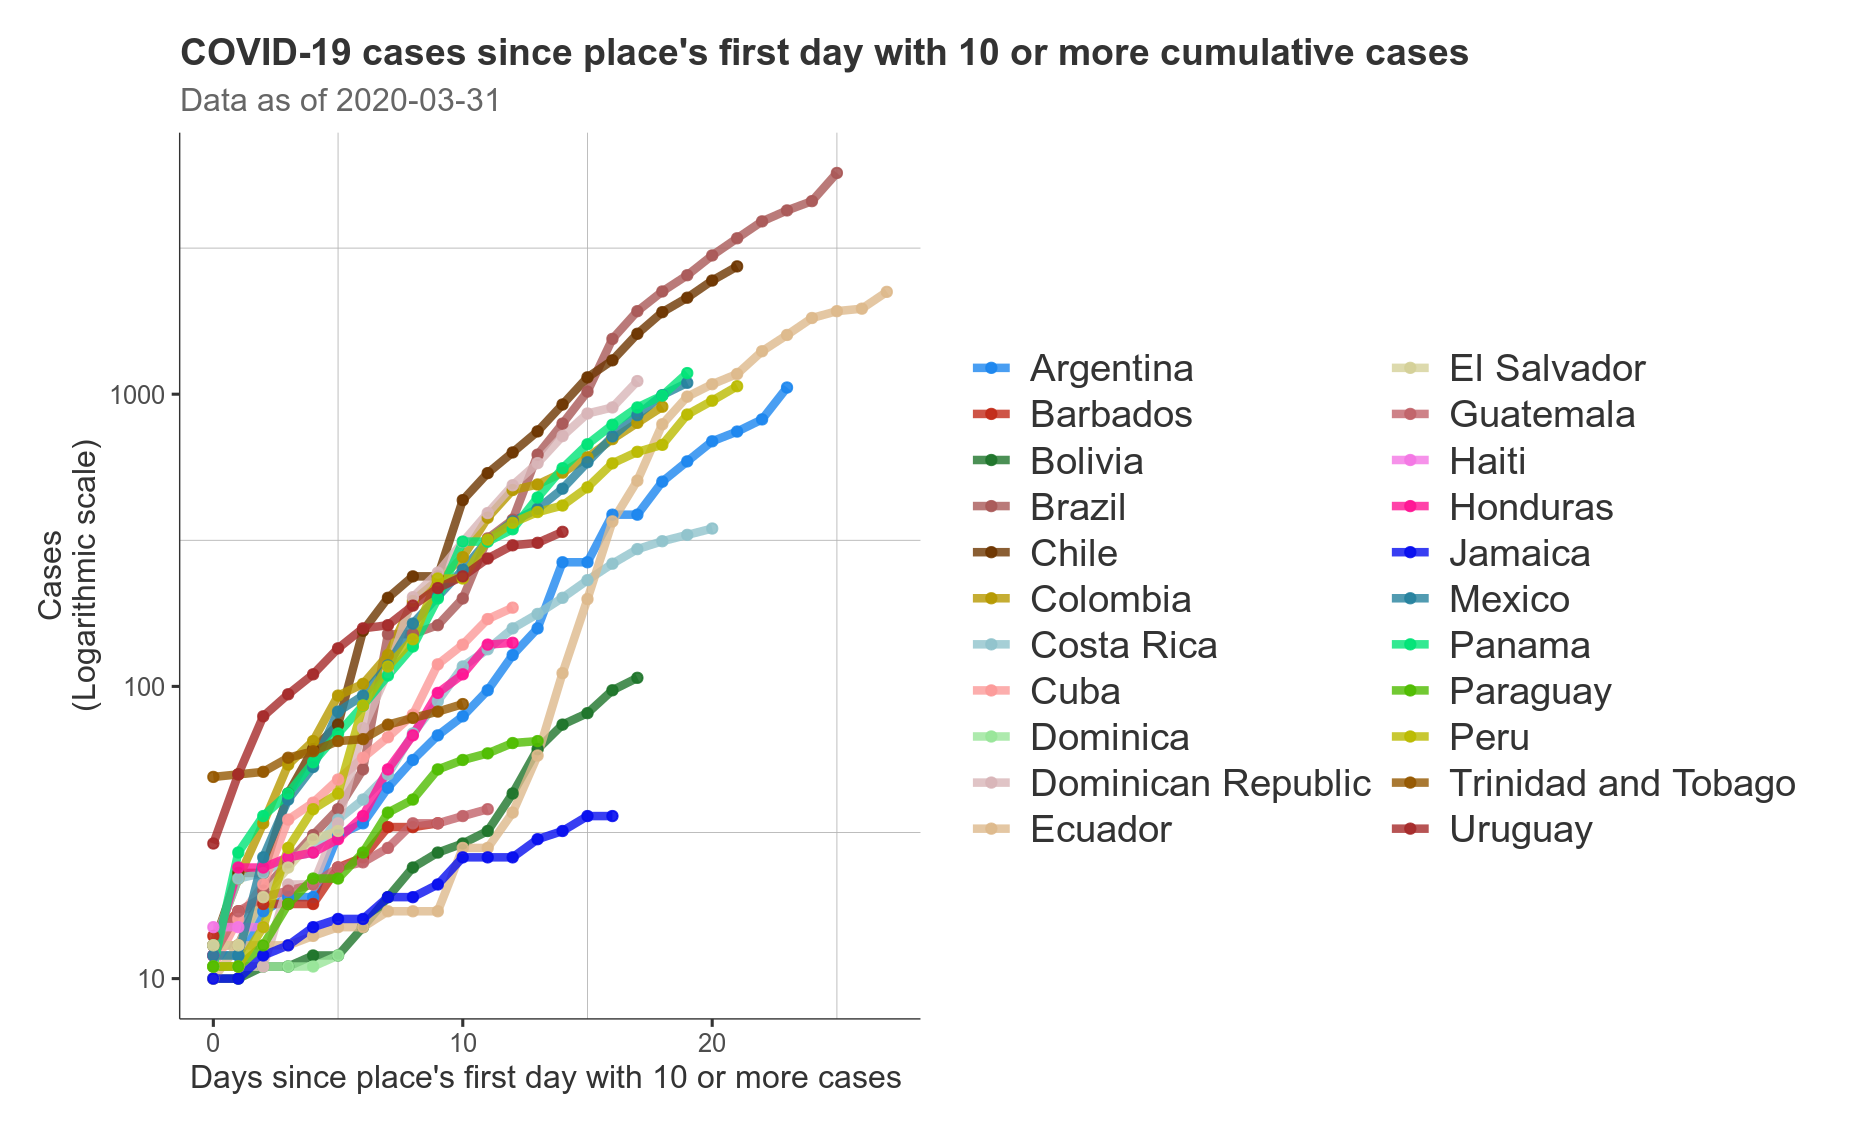 COVID-19 cases since place's first day with 10 or more cumulative cases
Data as of 2020-03-31
Cases
(Logarithmic scale)
1000
100
10
0
10
20
Days since place's first day with 10 or more cases
Argentina
Barbados
Bolivia
Brazil
Chile
Colombia
Costa Rica
Cuba
Dominica
Dominican Republic
Ecuador
El Salvador
Guatemala
Haiti
Honduras
Jamaica
Mexico
Panama
Paraguay
Peru
Trinidad and Tobago
Uruguay